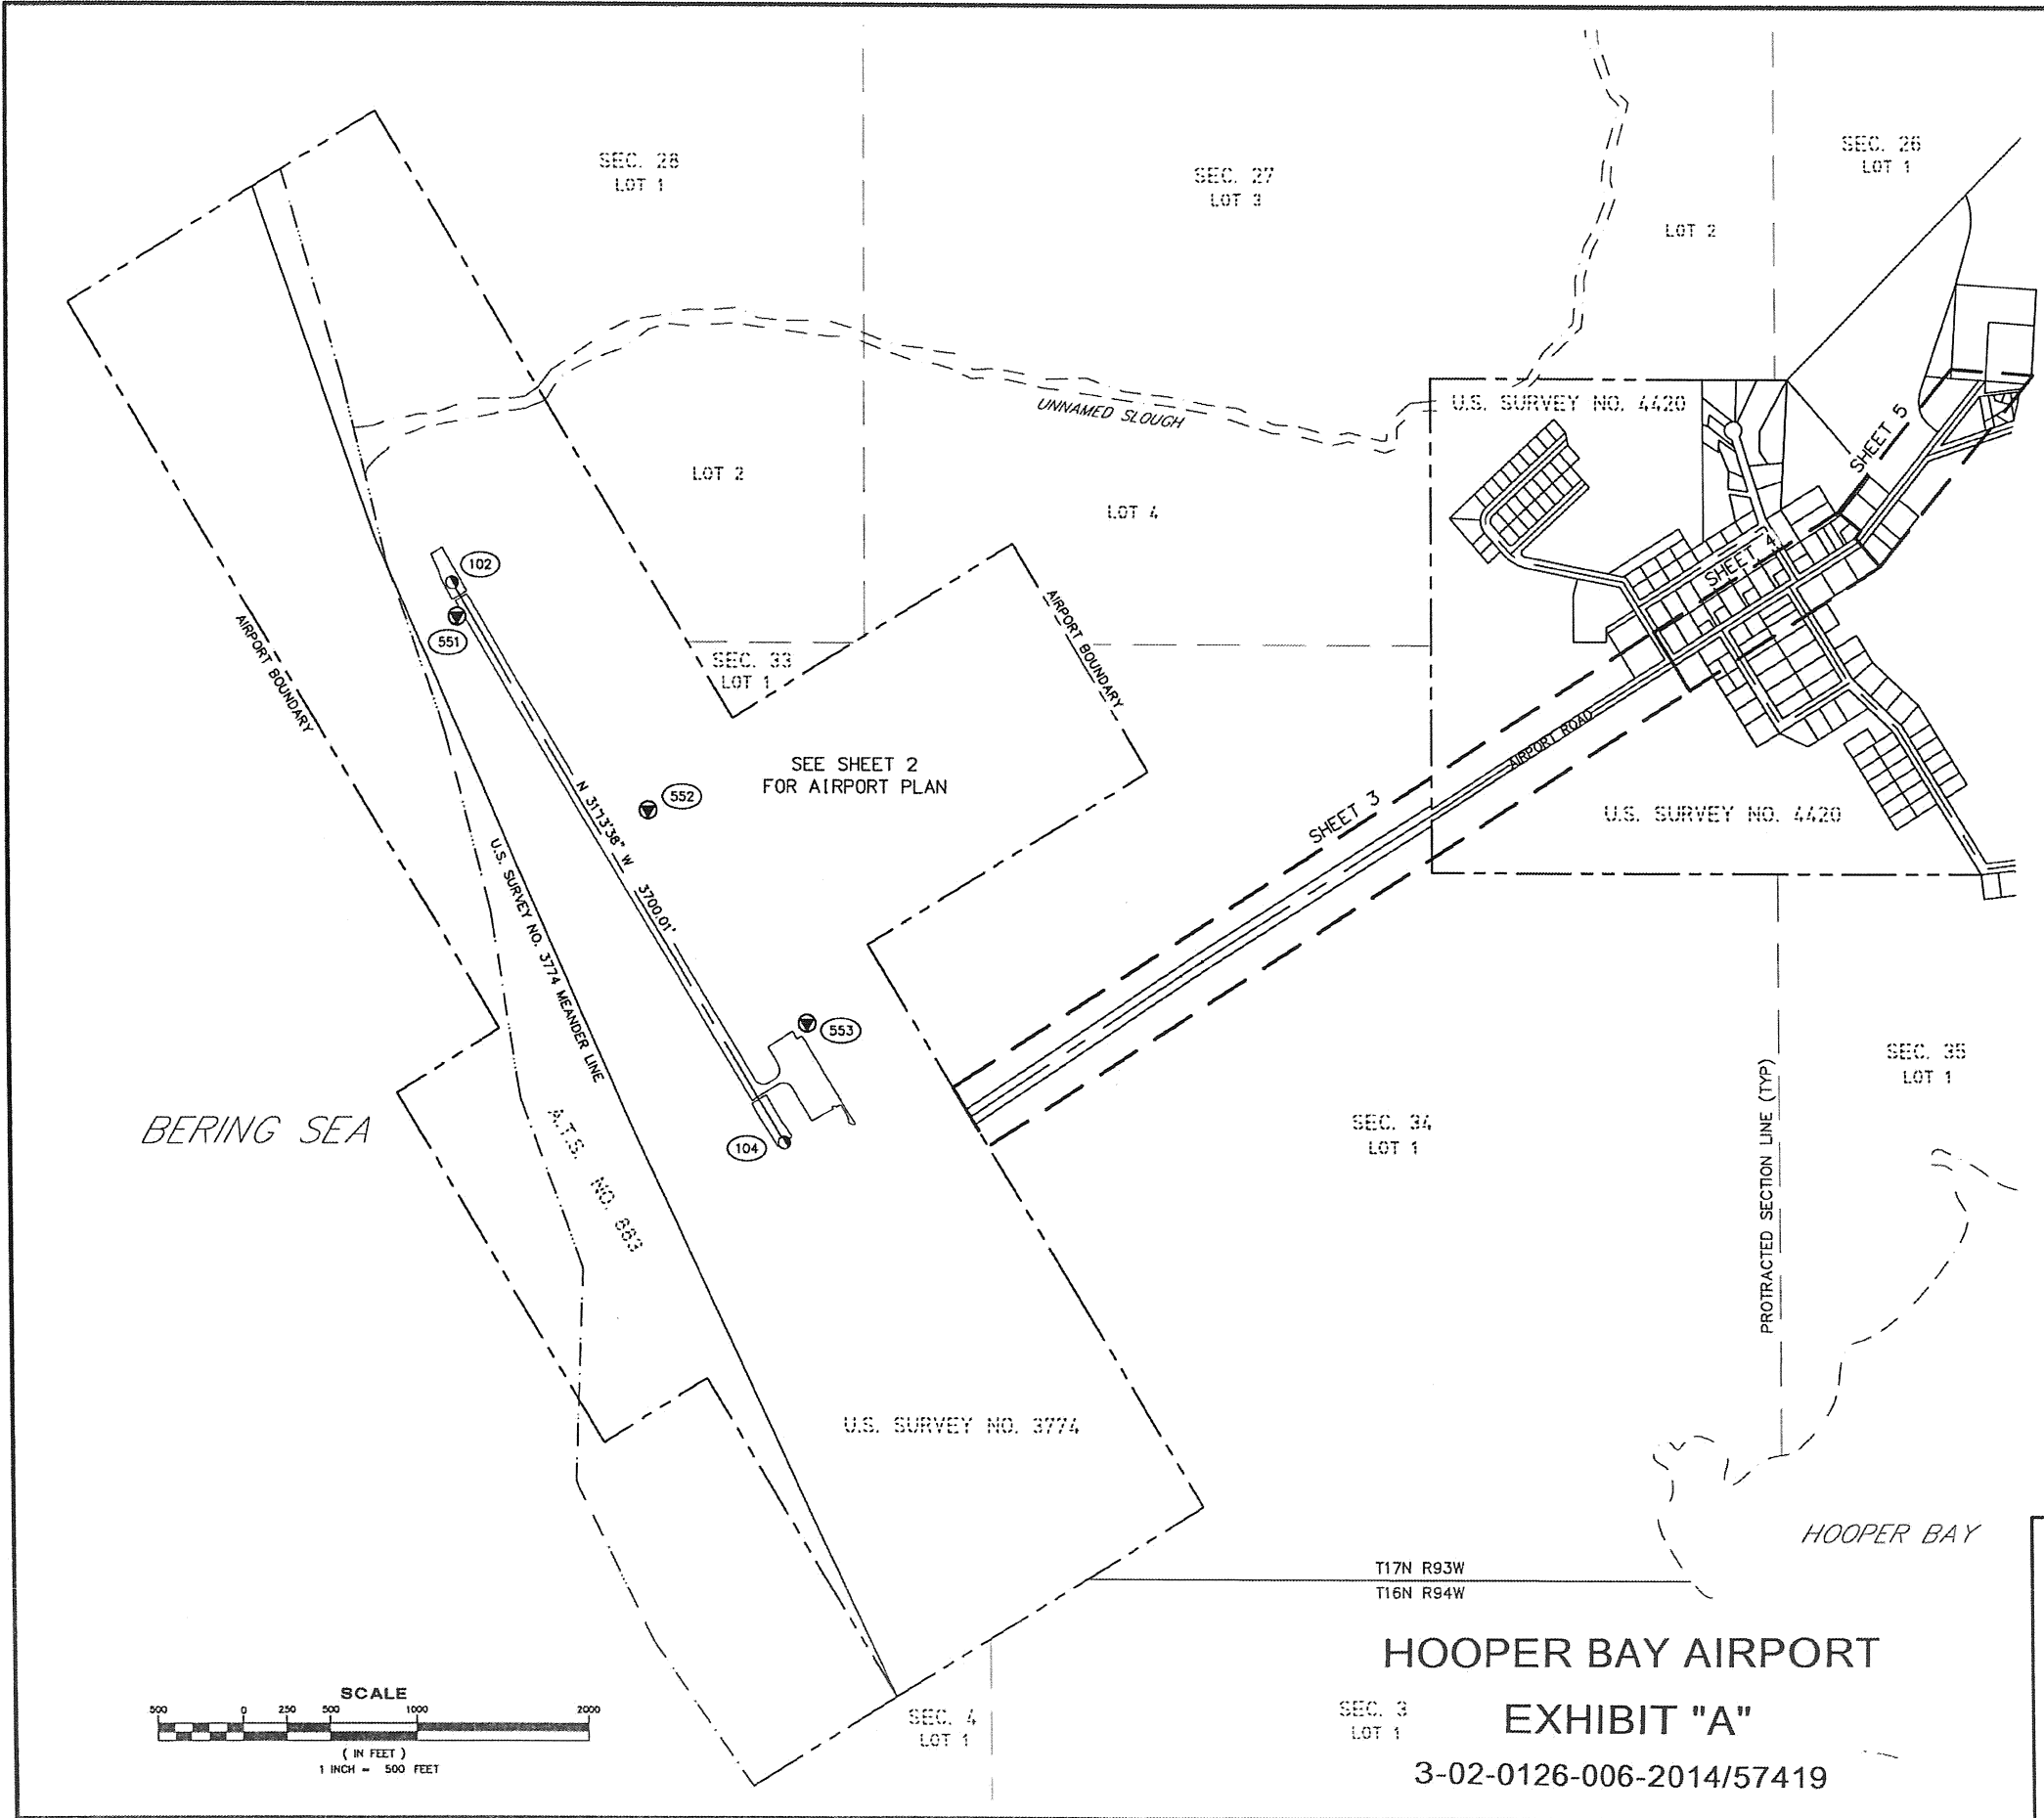 SEC. 28
LOT 1
SEC. 27
LOT 3
SEC. 26
LOT 1
LOT 2
UNNAMED SLOUGH
U.S. SURVEY NO. 4420
SHEET 5
LOT 2
LOT 4
SHEET 4
102
551
AIRPORT BOUNDARY
AIRPORT BOUNDARY
SEC. 33
LOT 1
SEE SHEET 2
FOR AIRPORT PLAN
552
N 31°13'38" W 3700.01'
AIRPORT ROAD
SHEET 3
U.S. SURVEY NO. 4420
U.S. SURVEY NO. 3774 MEANDER LINE
553
104
BERING SEA
A.T.S. NO. 883
SEC. 34
LOT 1
SEC. 35
LOT 1
PROTRACTED SECTION LINE (TYP)
U.S. SURVEY NO. 3774
HOOPER BAY
T17N R93W
T16N R94W
HOOPER BAY AIRPORT
EXHIBIT "A"
3-02-0126-006-2014/57419
SEC. 3
LOT 1
SEC. 4
LOT 1
SCALE
500 0 250 500 1000 2000
( IN FEET )
1 INCH = 500 FEET